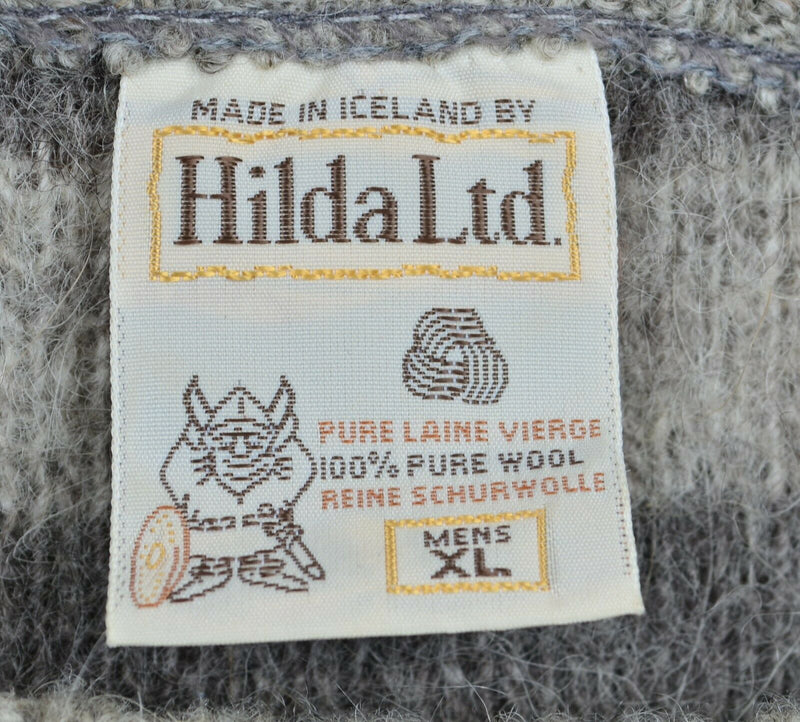 MADE IN ICELAND BY
Hilda Ltd.
PURE LAINE VIERGE
100% PURE WOOL
REINE SCHURWOLLE
MENS
XL